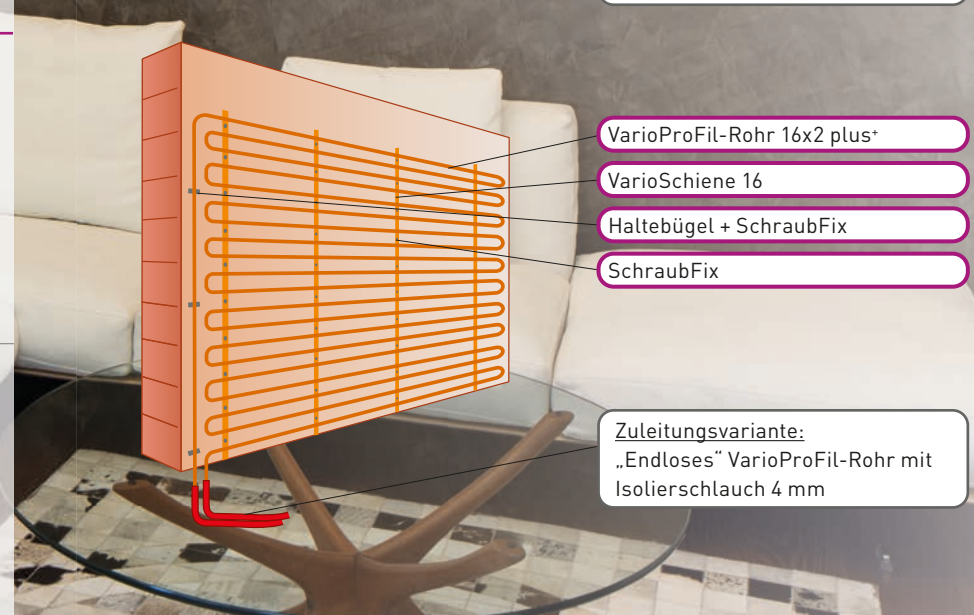 VarioProFil-Rohr 16x2 plus⁺
VarioSchiene 16
Haltebügel + SchraubFix
SchraubFix
Zuleitungsvariante:
„Endloses“ VarioProFil-Rohr mit
Isolierschlauch 4 mm